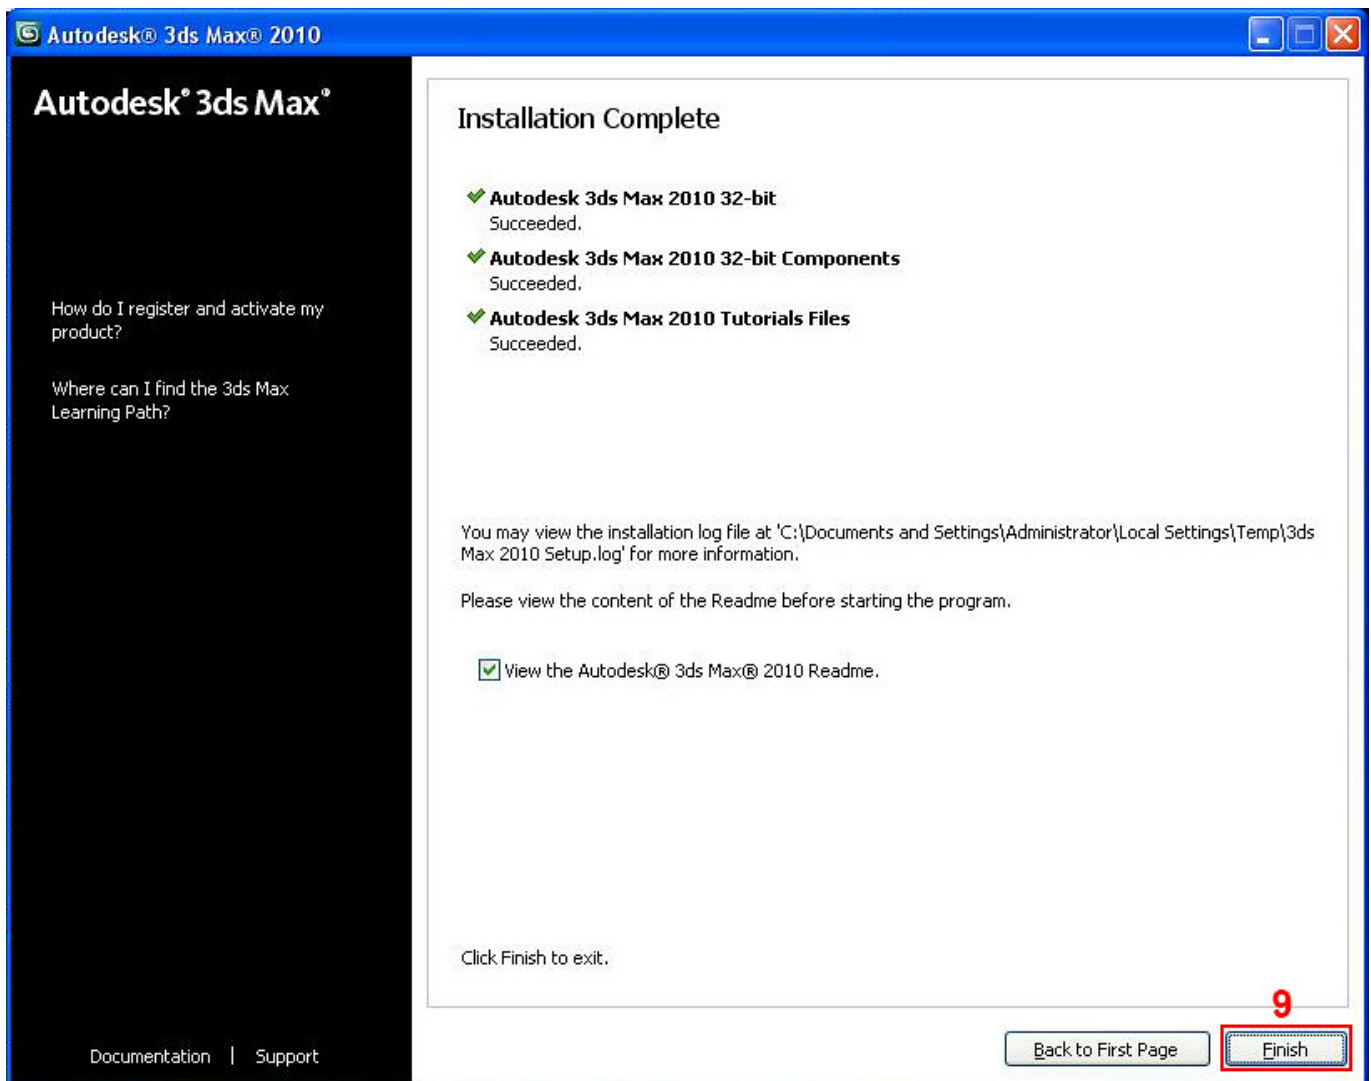 Autodesk® 3ds Max® 2010
Autodesk® 3ds Max®
How do I register and activate my
product?
Where can I find the 3ds Max
Learning Path?
Documentation | Support
Installation Complete
Autodesk 3ds Max 2010 32-bit
Succeeded.
Autodesk 3ds Max 2010 32-bit Components
Succeeded.
Autodesk 3ds Max 2010 Tutorials Files
Succeeded.
You may view the installation log file at 'C:\Documents and Settings\Administrator\Local Settings\Temp\3ds
Max 2010 Setup.log' for more information.
Please view the content of the Readme before starting the program.
View the Autodesk® 3ds Max® 2010 Readme.
Click Finish to exit.
9
Back to First Page
Finish